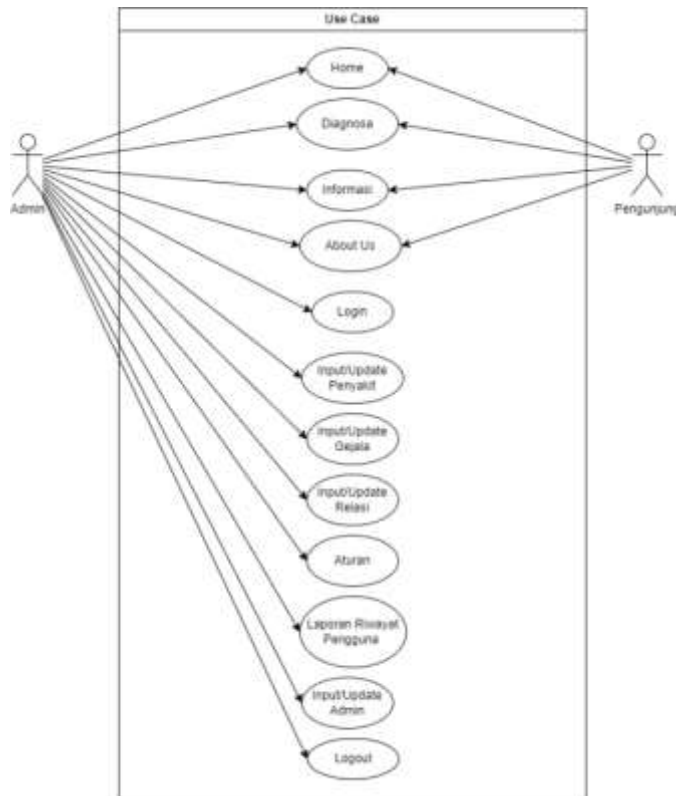 Use Case
Home
Diagnosa
Admin
Informasi
Pengunjung
About Us
Login
Input/Update
Penyakit
Input/Update
Gejala
Input/Update
Relasi
Aturan
Laporan Riwayat
Pengguna
Input/Update
Admin
Logout